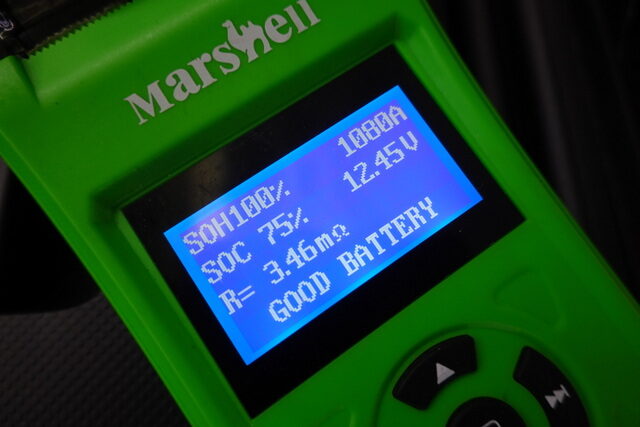 Marshell
SOH100% 1080A
SOC 75% 12.45V
R= 3.46mΩ
GOOD BATTERY